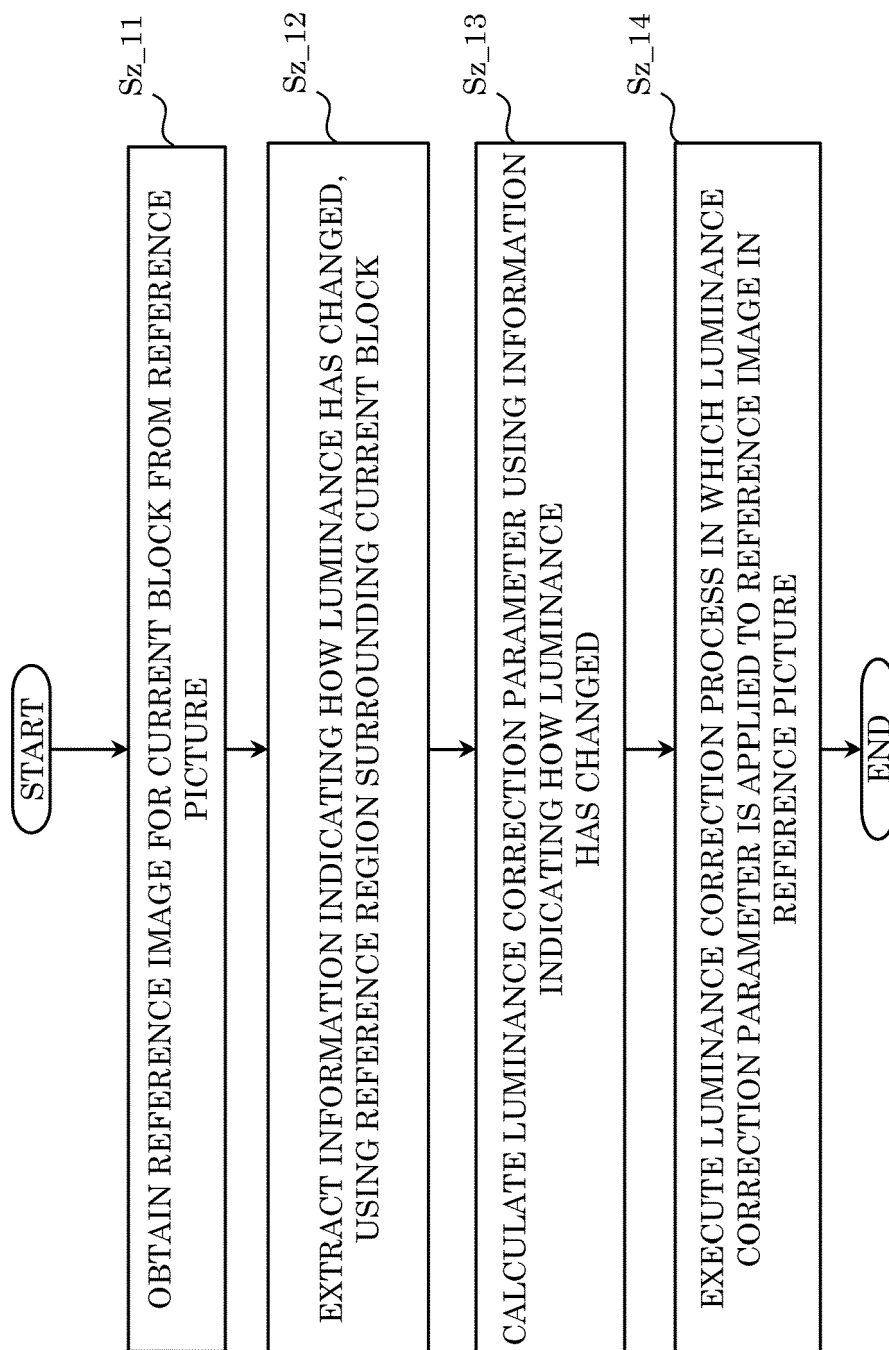 START
Sz_11
OBTAIN REFERENCE IMAGE FOR CURRENT BLOCK FROM REFERENCE
PICTURE
Sz_12
EXTRACT INFORMATION INDICATING HOW LUMINANCE HAS CHANGED,
USING REFERENCE REGION SURROUNDING CURRENT BLOCK
Sz_13
CALCULATE LUMINANCE CORRECTION PARAMETER USING INFORMATION
INDICATING HOW LUMINANCE
HAS CHANGED
Sz_14
EXECUTE LUMINANCE CORRECTION PROCESS IN WHICH LUMINANCE
CORRECTION PARAMETER IS APPLIED TO REFERENCE IMAGE IN
REFERENCE PICTURE
END